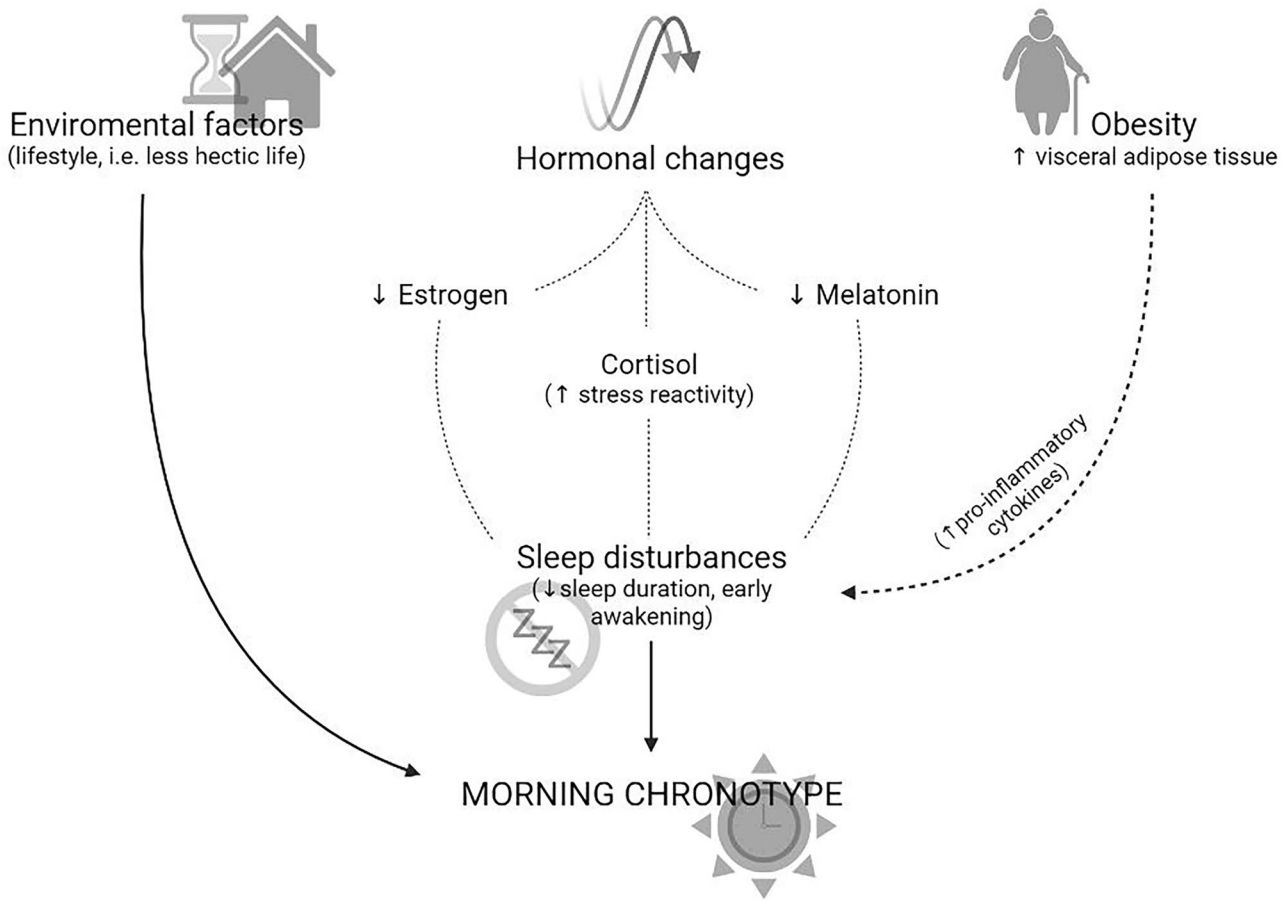 Enviromental factors
(lifestyle, i.e. less hectic life)
Hormonal changes
Obesity
↑ visceral adipose tissue
↓ Estrogen
↓ Melatonin
Cortisol
(↑ stress reactivity)
(↑pro-inflammatory
cytokines)
Sleep disturbances
(↓sleep duration, early
awakening)
ZZZ
MORNING CHRONOTYPE